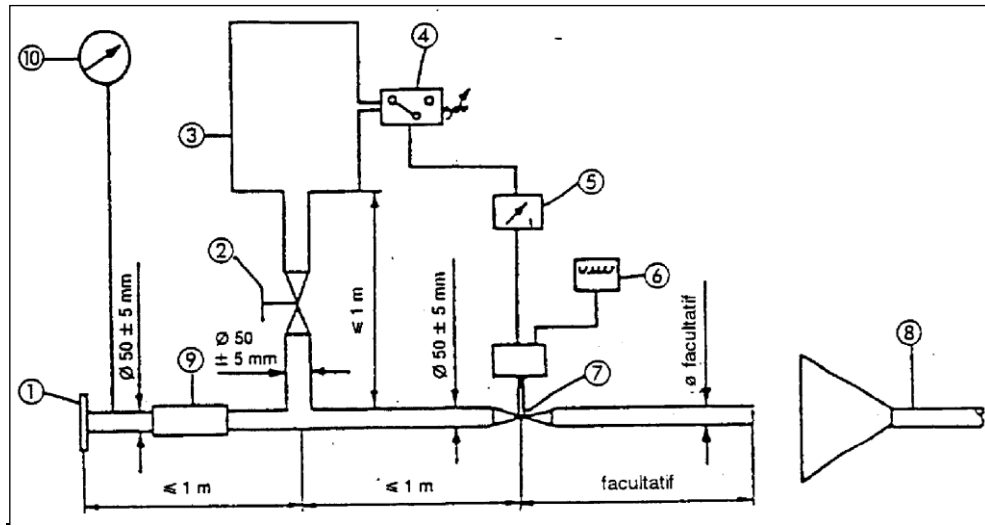 10
4
3
5
2
6
Ø 50 ± 5 mm
Ø 50
± 5 mm
≤ 1 m
Ø 50 ± 5 mm
ø facultatif
8
9
7
1
≤ 1 m
≤ 1 m
facultatif